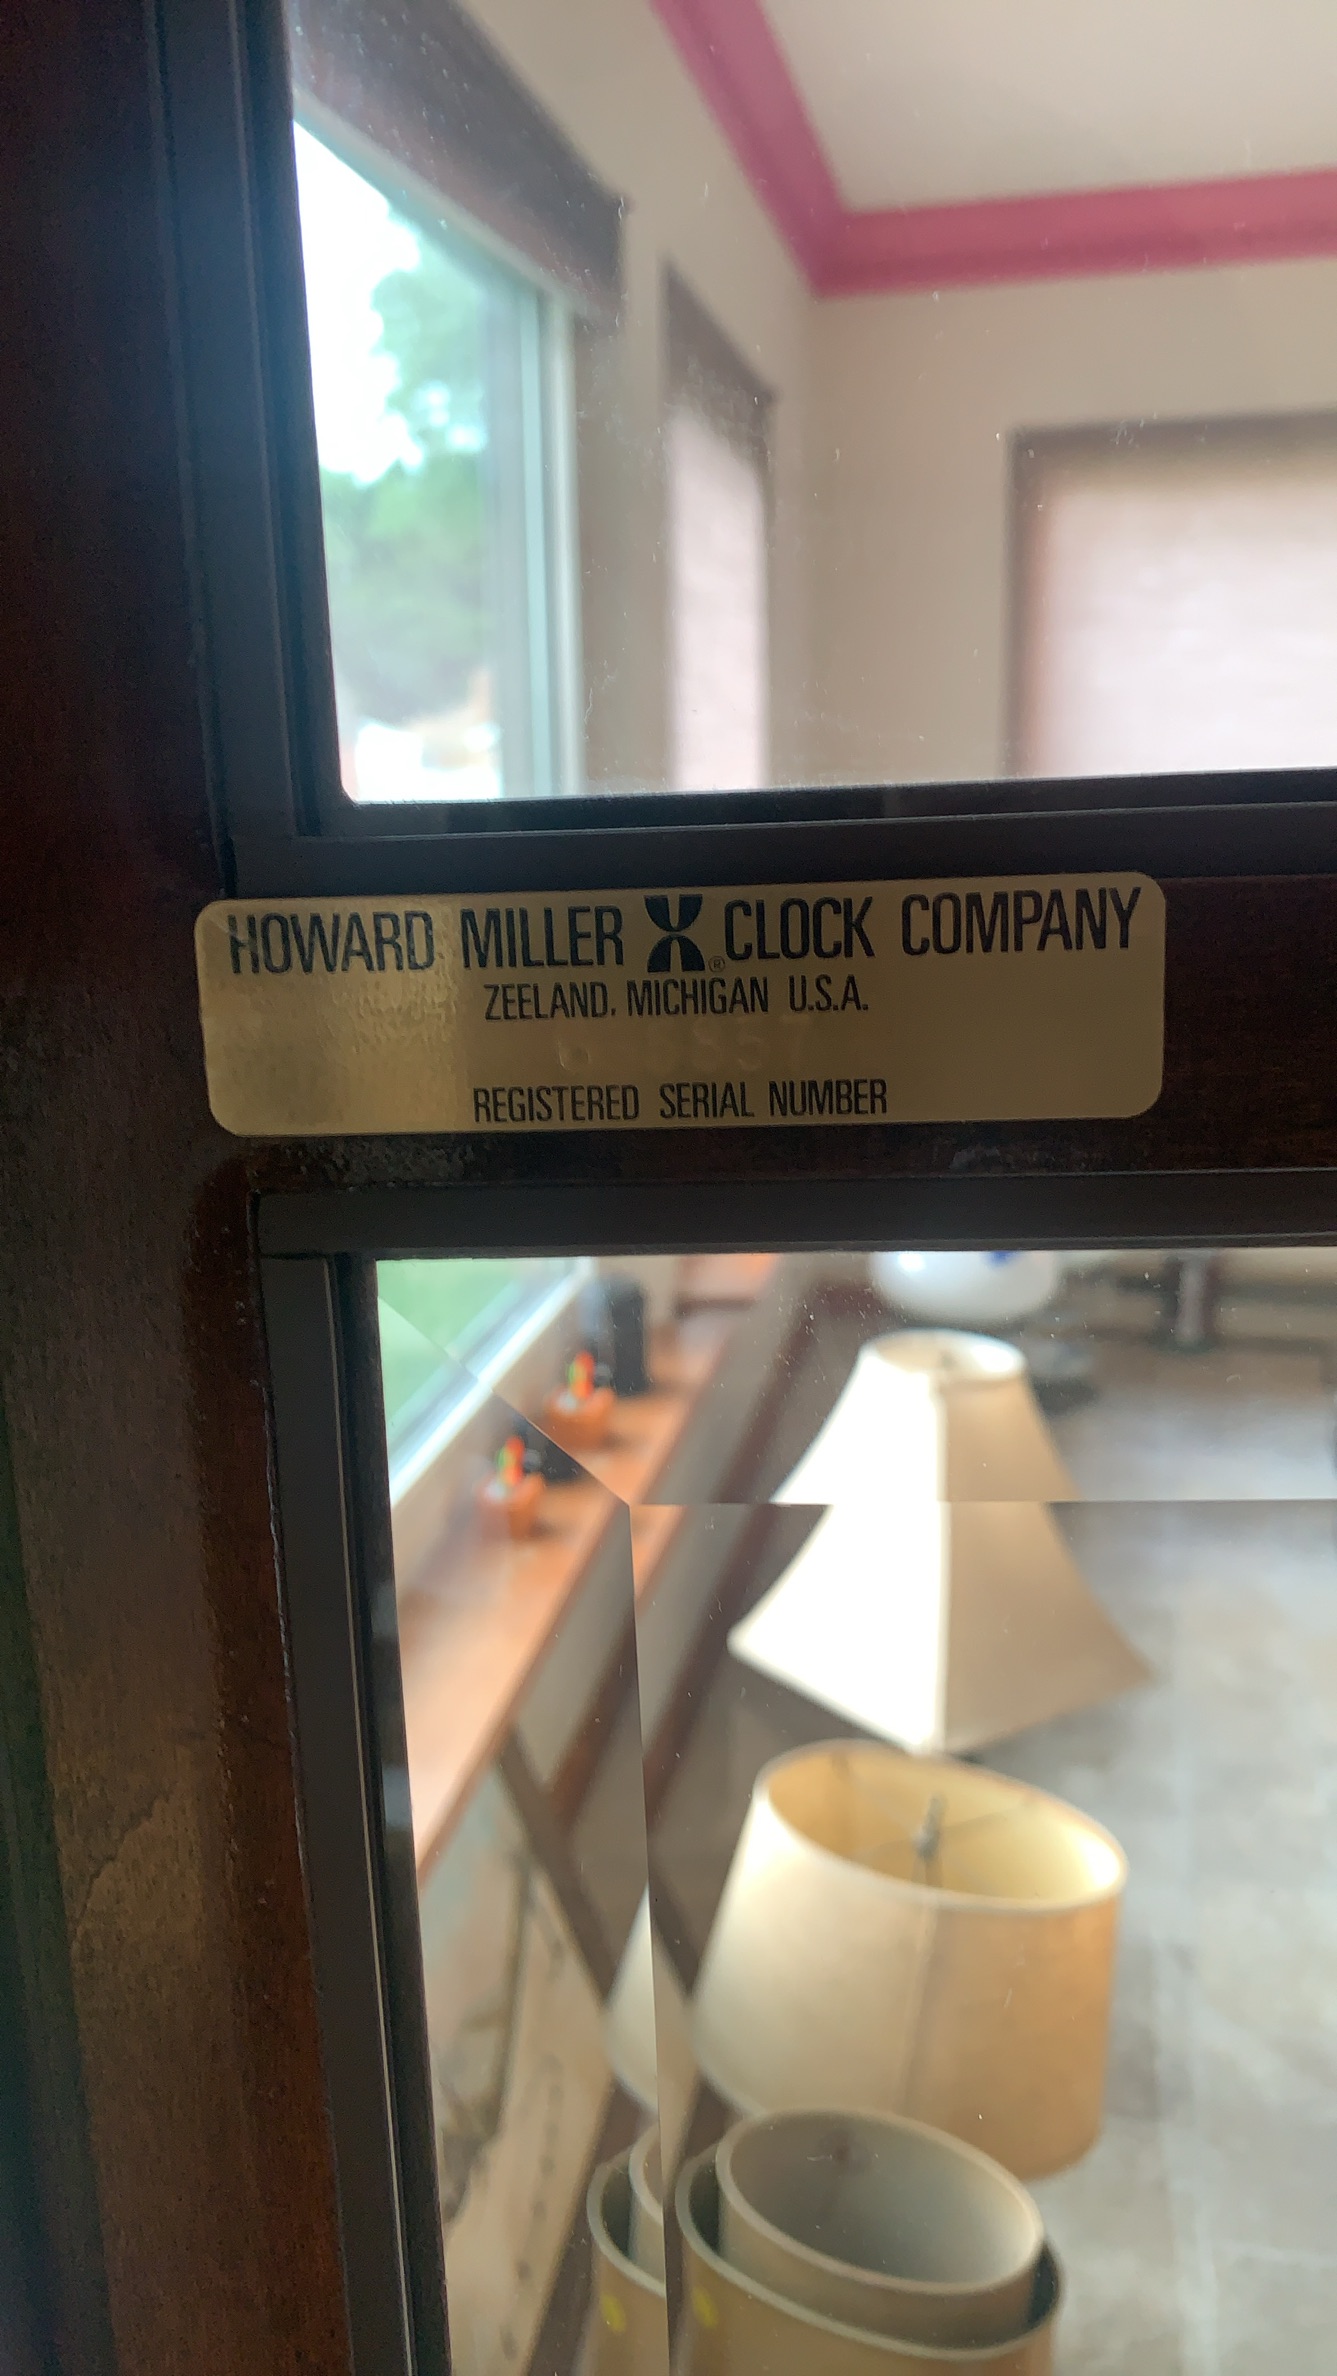 HOWARD MILLER ® CLOCK COMPANY
ZEELAND, MICHIGAN U.S.A.
REGISTERED SERIAL NUMBER